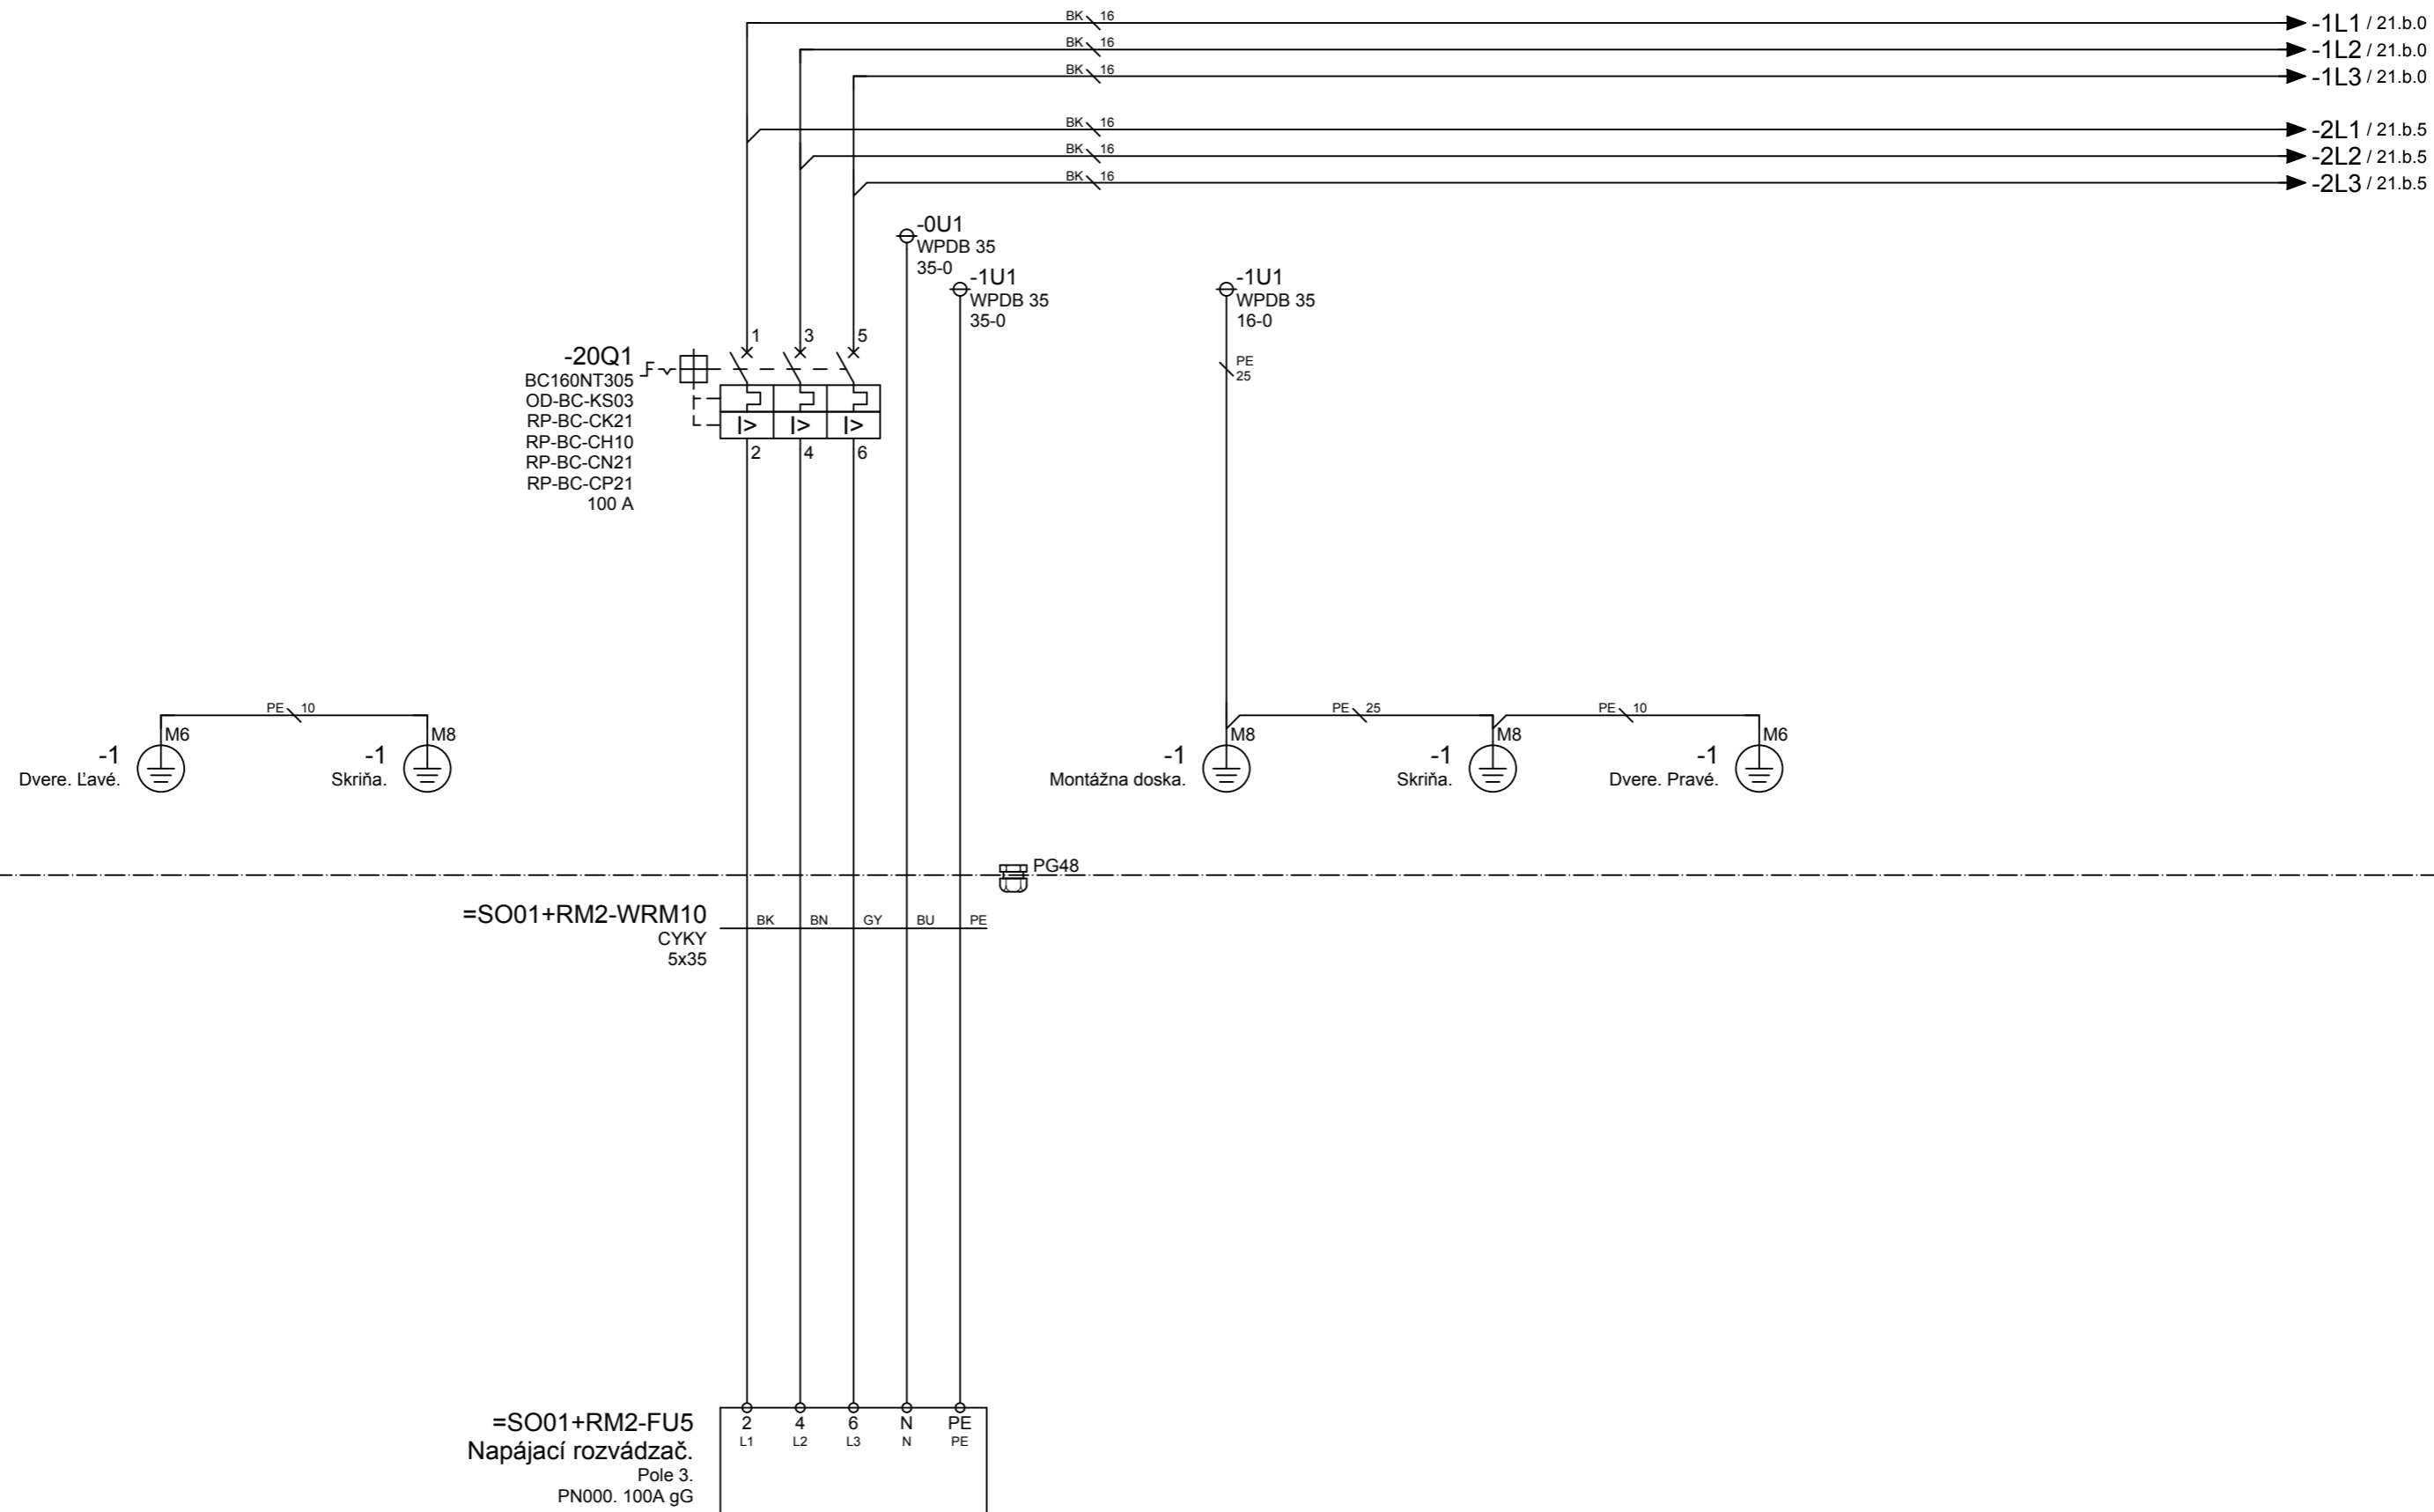 BK 16 -1L1 / 21.b.0
BK 16 -1L2 / 21.b.0
BK 16 -1L3 / 21.b.0
BK 16 -2L1 / 21.b.5
BK 16 -2L2 / 21.b.5
BK 16 -2L3 / 21.b.5
-0U1
WPDB 35
35-0
-1U1
WPDB 35
35-0
-1U1
WPDB 35
16-0
PE
25
1 3 5
-20Q1
BC160NT305
OD-BC-KS03
RP-BC-CK21
RP-BC-CH10
RP-BC-CN21
RP-BC-CP21
100 A
I> I> I>
2 4 6
PE 10
M6
-1
Dvere. Ľavé.
M8
-1
Skriňa.
PE 25
PE 10
M8
-1
Montážna doska.
M8
-1
Skriňa.
M6
-1
Dvere. Pravé.
PG48
=SO01+RM2-WRM10
CYKY
5x35
BK BN GY BU PE
=SO01+RM2-FU5
Napájací rozvádzač.
Pole 3.
PN000. 100A gG
2 4 6 N PE
L1 L2 L3 N PE